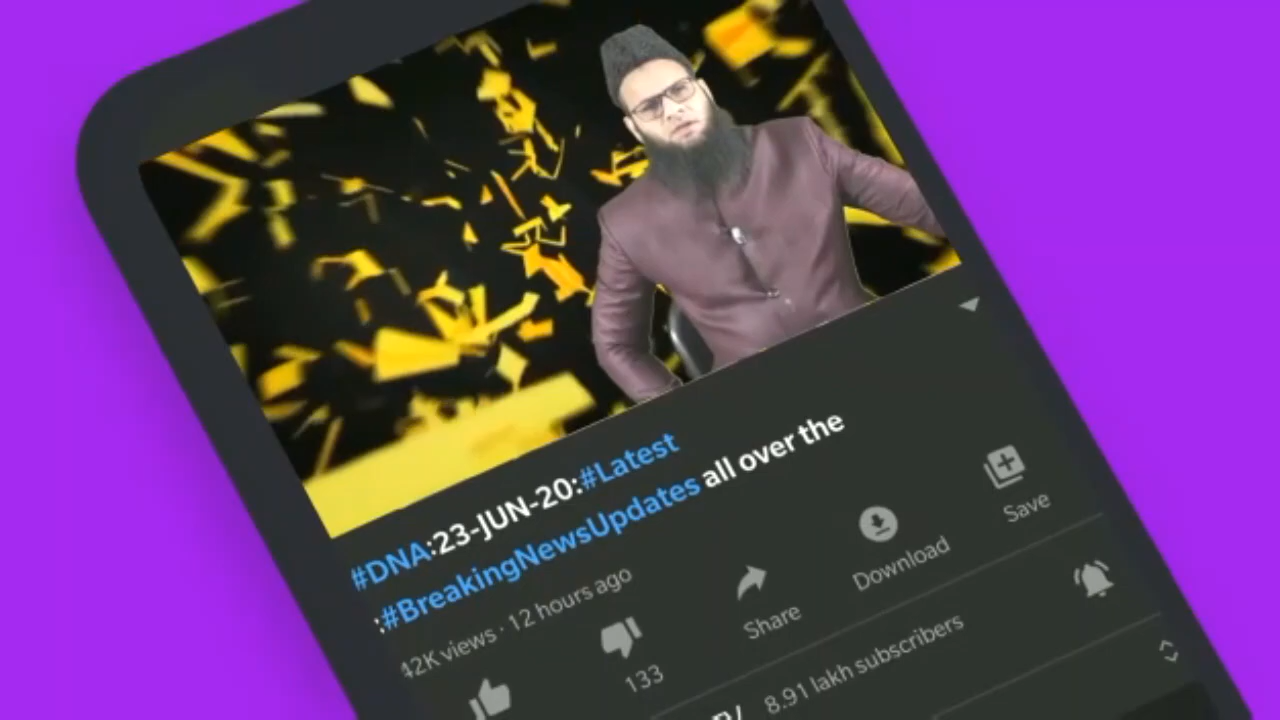 #DNA:23-JUN-20:#Latest
:#BreakingNewsUpdates all over the
42K views · 12 hours ago
133
Share
Download
Save
8.91 lakh subscribers